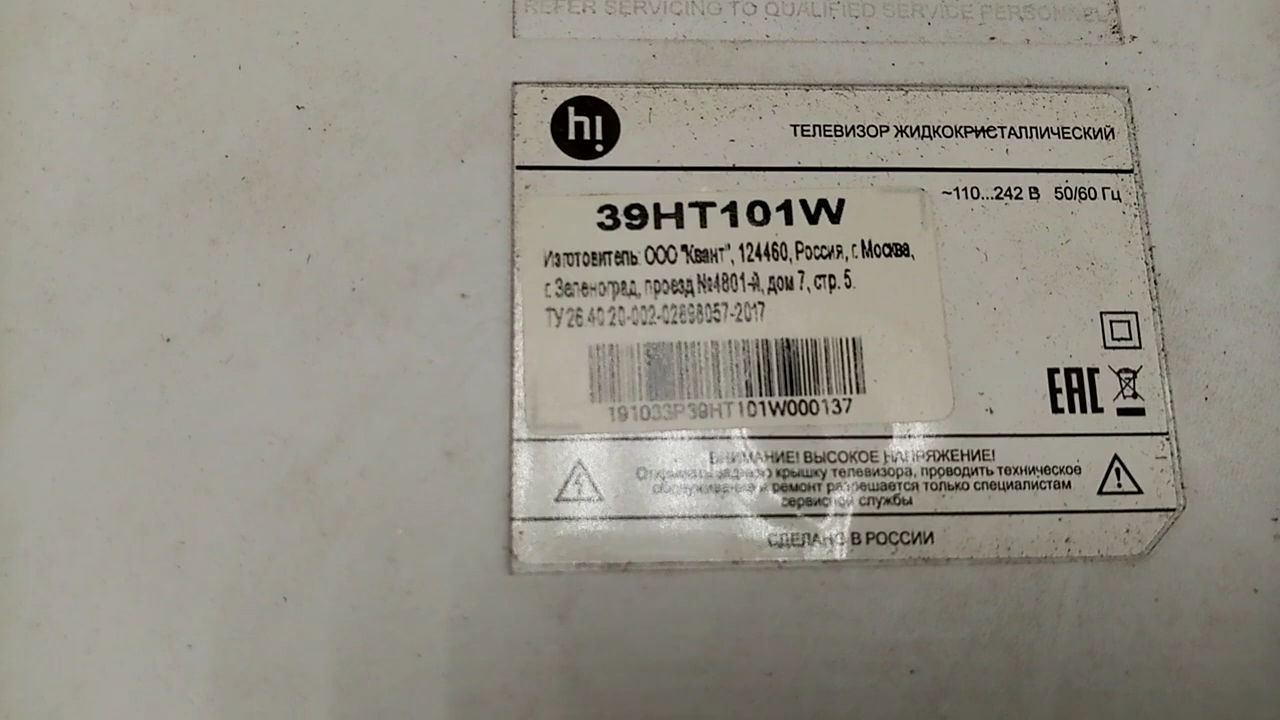 REFER SERVICING TO QUALIFIED SERVICE PERSONNEL
hi
ТЕЛЕВИЗОР ЖИДКОКРИСТАЛЛИЧЕСКИЙ
~110...242 В 50/60 Гц
39HT101W
Изготовитель: ООО "Квант", 124460, Россия, г. Москва,
г. Зеленоград, проезд №4801-й, дом 7, стр. 5.
ТУ 26.40.20-002-02898057-2017
191033P39HT101W000137
EAC
ВНИМАНИЕ! ВЫСОКОЕ НАПРЯЖЕНИЕ!
Открывать заднюю крышку телевизора, проводить техническое
обслуживание и ремонт разрешается только специалистам
сервисной службы
СДЕЛАНО В РОССИИ